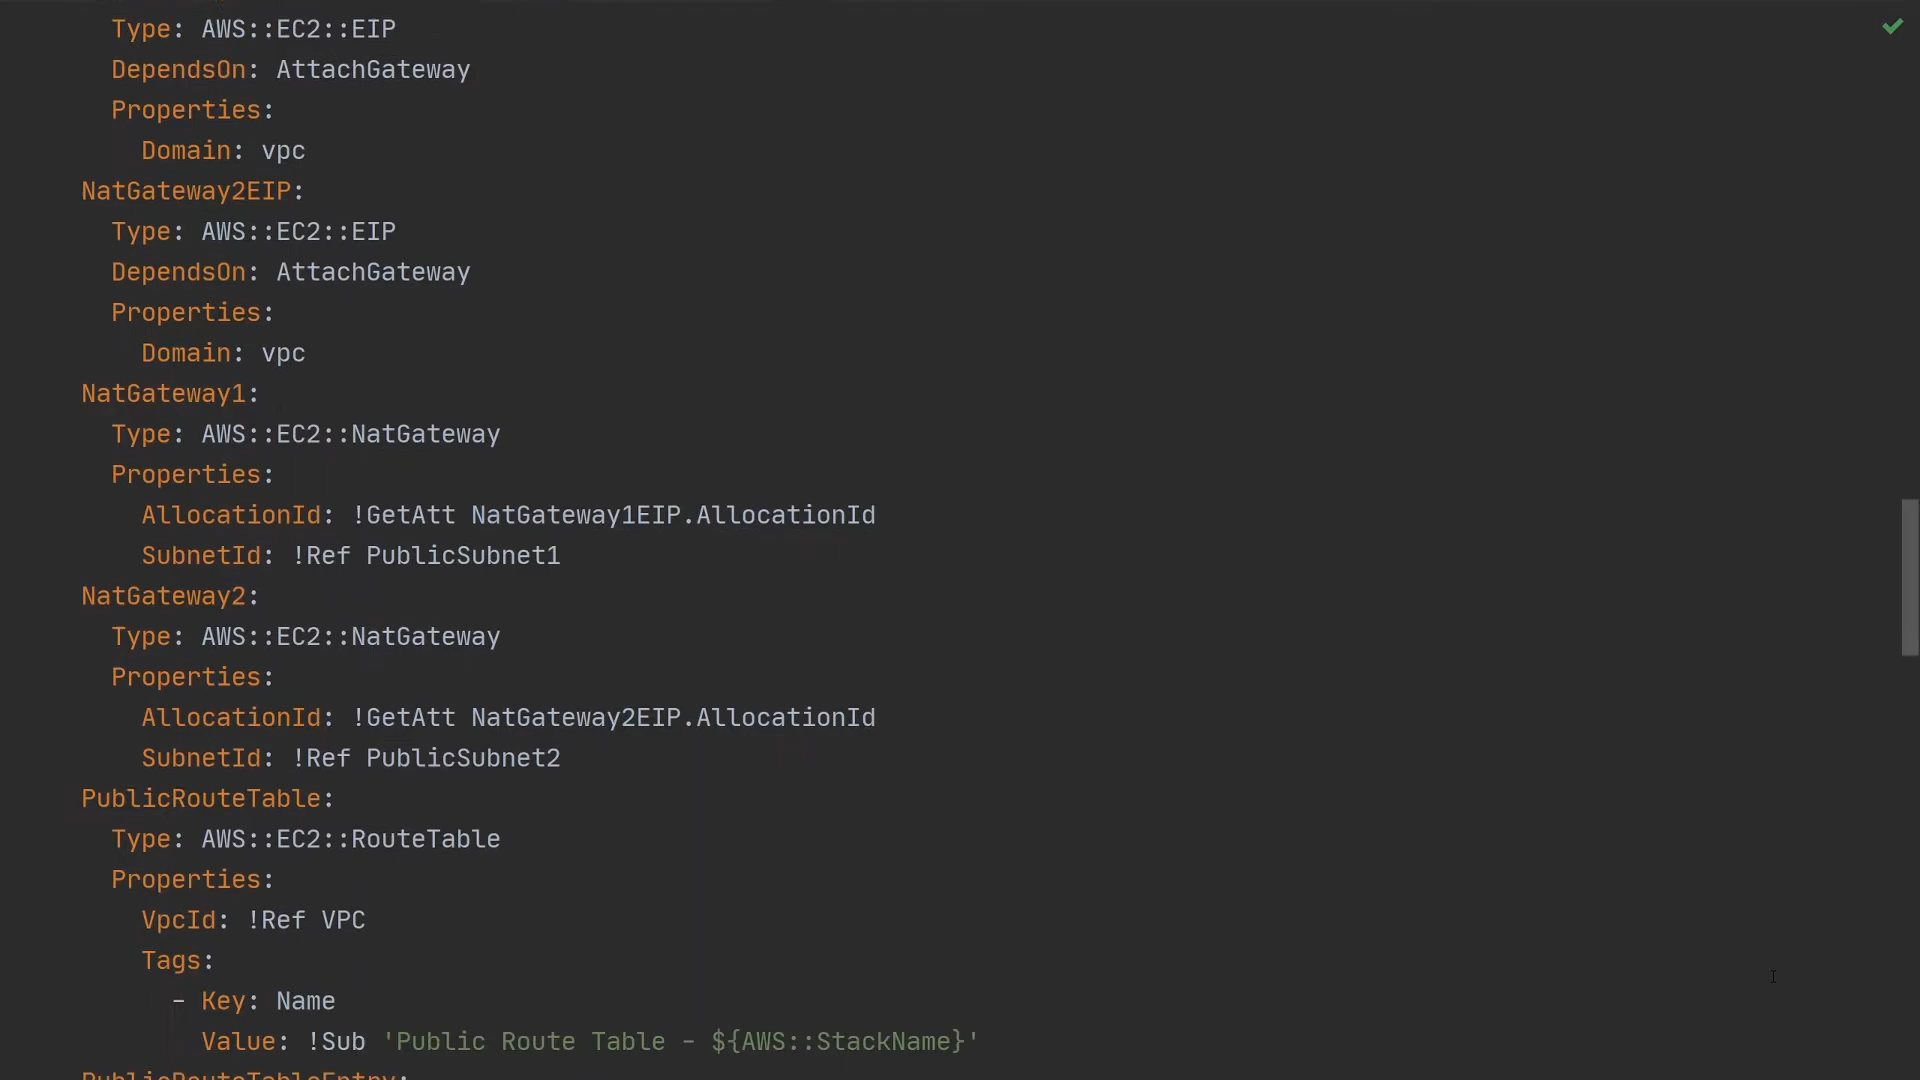 Type: AWS::EC2::EIP
DependsOn: AttachGateway
Properties:
Domain: vpc
NatGateway2EIP:
Type: AWS::EC2::EIP
DependsOn: AttachGateway
Properties:
Domain: vpc
NatGateway1:
Type: AWS::EC2::NatGateway
Properties:
AllocationId: !GetAtt NatGateway1EIP.AllocationId
SubnetId: !Ref PublicSubnet1
NatGateway2:
Type: AWS::EC2::NatGateway
Properties:
AllocationId: !GetAtt NatGateway2EIP.AllocationId
SubnetId: !Ref PublicSubnet2
PublicRouteTable:
Type: AWS::EC2::RouteTable
Properties:
VpcId: !Ref VPC
Tags:
- Key: Name
Value: !Sub 'Public Route Table - ${AWS::StackName}'
PublicRouteTableEntry: